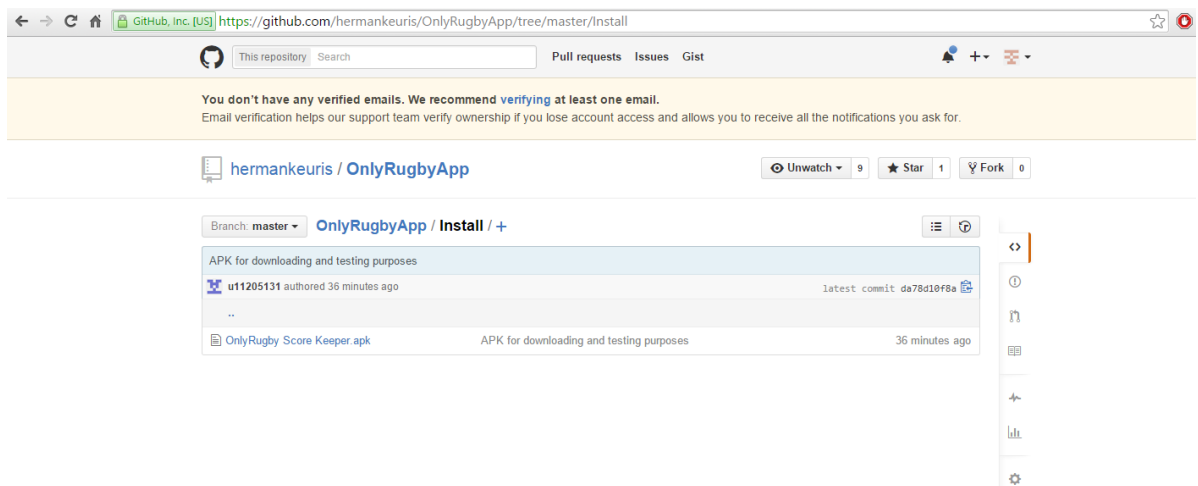 GitHub, Inc. [US] https://github.com/hermankeuris/OnlyRugbyApp/tree/master/Install
This repository Search Pull requests Issues Gist
You don't have any verified emails. We recommend verifying at least one email.
Email verification helps our support team verify ownership if you lose account access and allows you to receive all the notifications you ask for.
hermankeuris / OnlyRugbyApp Unwatch 9 Star 1 Fork 0
Branch: master OnlyRugbyApp / Install / +
APK for downloading and testing purposes
u11205131 authored 36 minutes ago latest commit da78d10f8a
..
OnlyRugby Score Keeper.apk APK for downloading and testing purposes 36 minutes ago